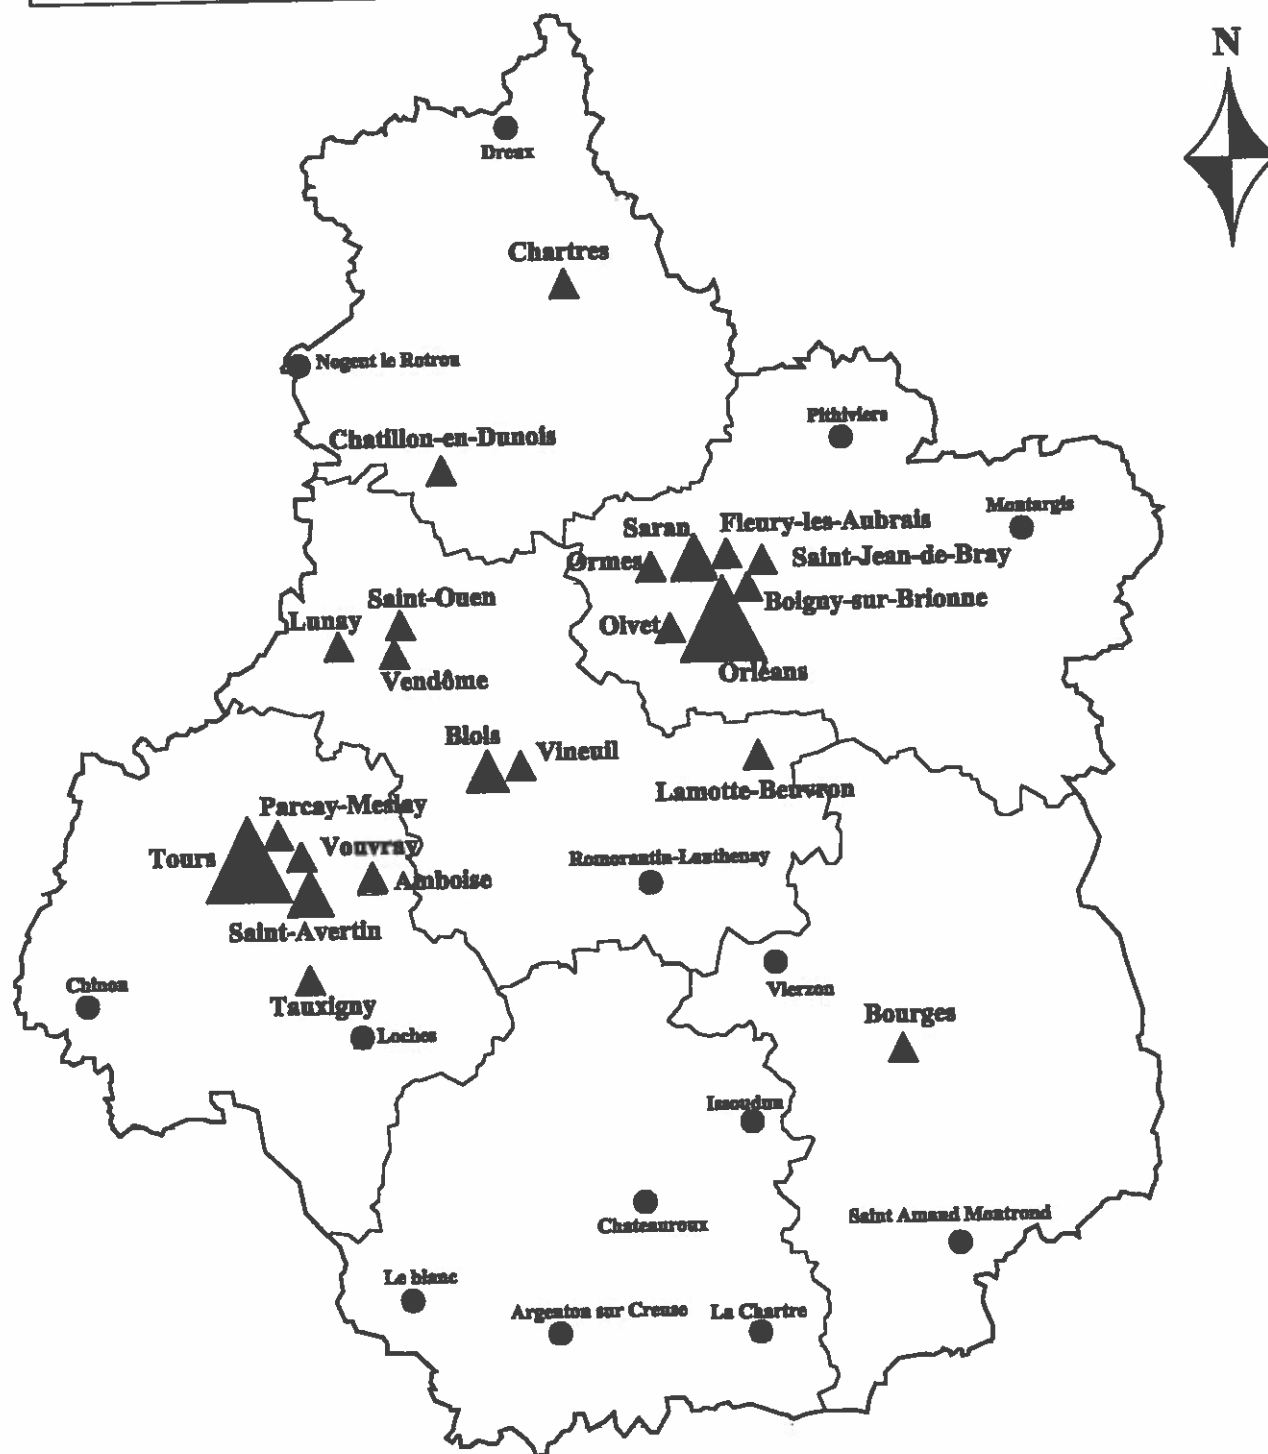 N
Dreux
Chartres
Nogent le Rotrou
Pithiviers
Chatillon-en-Dunois
Montargis
Saran
Fleury-les-Aubrais
Ormes
Saint-Jean-de-Bray
Saint-Ouen
Boigny-sur-Brionne
Lunay
Olvet
Orléans
Vendôme
Blois
Vineuil
Lamotte-Beuvron
Parcay-Meslay
Tours
Vouvray
Romorantin-Lanthenay
Amboise
Saint-Avertin
Chinon
Vierzon
Tauxigny
Bourges
Loches
Issoudun
Chateauroux
Saint Amand Montrond
Le blanc
Argenton sur Creuse
La Chartre